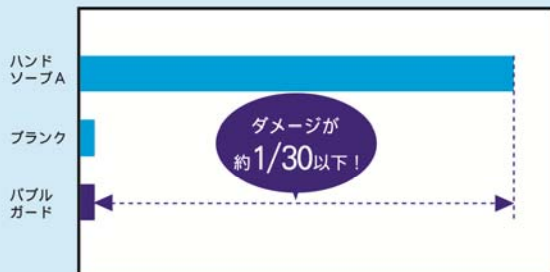 ハンド
ソープA
ダメージが
約1/30以下！
ブランク
バブル
ガード